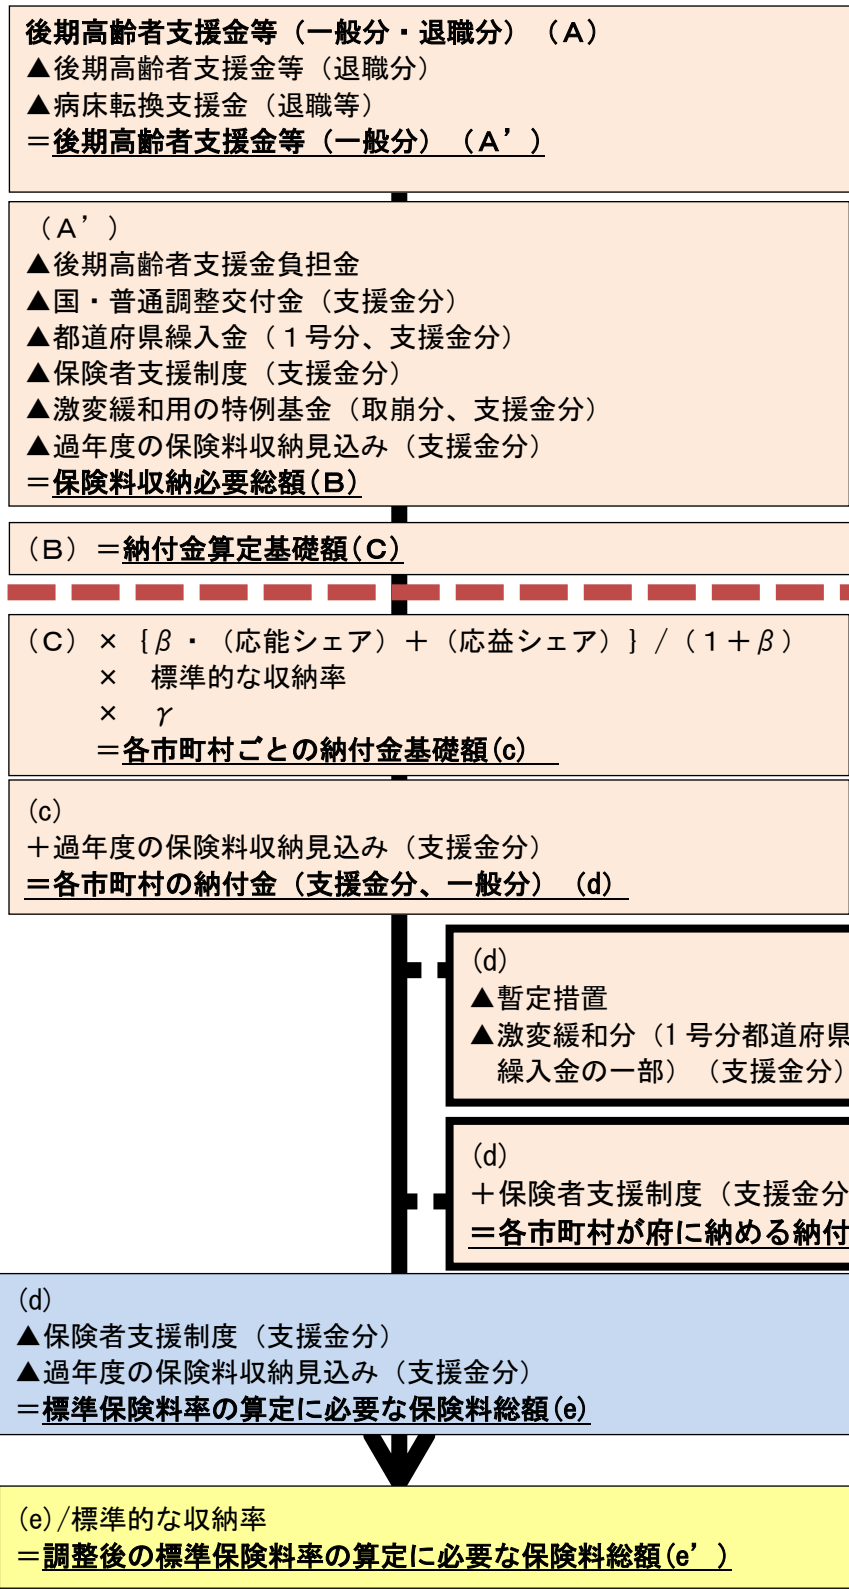 後期高齢者支援金等（一般分・退職分）（Ａ）
▲後期高齢者支援金等（退職分）
▲病床転換支援金（退職等）
＝後期高齢者支援金等（一般分）（Ａ’）
（Ａ’）
▲後期高齢者支援金負担金
▲国・普通調整交付金（支援金分）
▲都道府県繰入金（１号分、支援金分）
▲保険者支援制度（支援金分）
▲激変緩和用の特例基金（取崩分、支援金分）
▲過年度の保険料収納見込み（支援金分）
＝保険料収納必要総額(Ｂ)
（Ｂ）＝納付金算定基礎額(Ｃ)
（Ｃ）×｛β・（応能シェア）＋（応益シェア）｝/（１＋β）
×　標準的な収納率
×　γ
＝各市町村ごとの納付金基礎額(c)
(c)
＋過年度の保険料収納見込み（支援金分）
＝各市町村の納付金（支援金分、一般分）(d)
(d)
▲暫定措置
▲激変緩和分（1号分都道府県
繰入金の一部）（支援金分）
(d)
＋保険者支援制度（支援金分
＝各市町村が府に納める納付
(d)
▲保険者支援制度（支援金分）
▲過年度の保険料収納見込み（支援金分）
＝標準保険料率の算定に必要な保険料総額(e)
(e)/標準的な収納率
＝調整後の標準保険料率の算定に必要な保険料総額(e’)